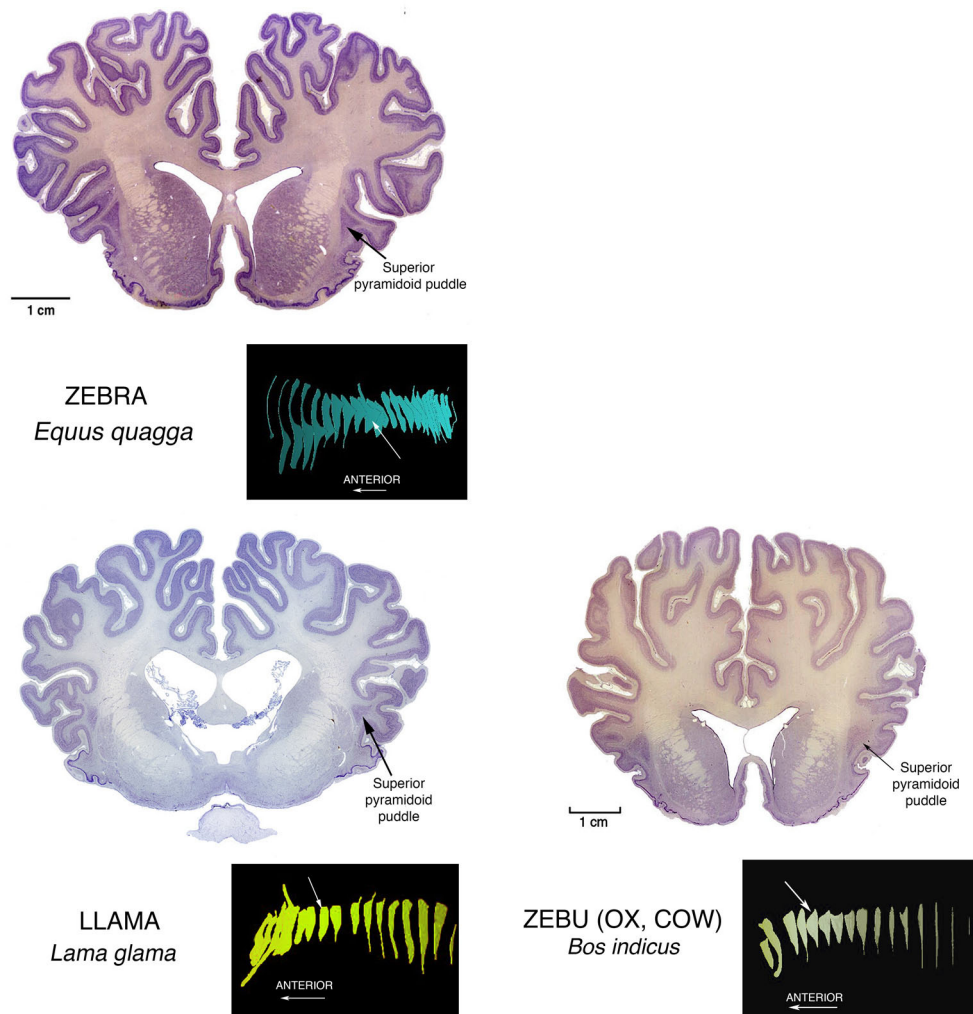 Superior
pyramidoid puddle
1 cm
ZEBRA
Equus quagga
ANTERIOR
Superior
pyramidoid
puddle
Superior
pyramidoid
puddle
1 cm
LLAMA
Lama glama
ANTERIOR
ZEBU (OX, COW)
Bos indicus
ANTERIOR